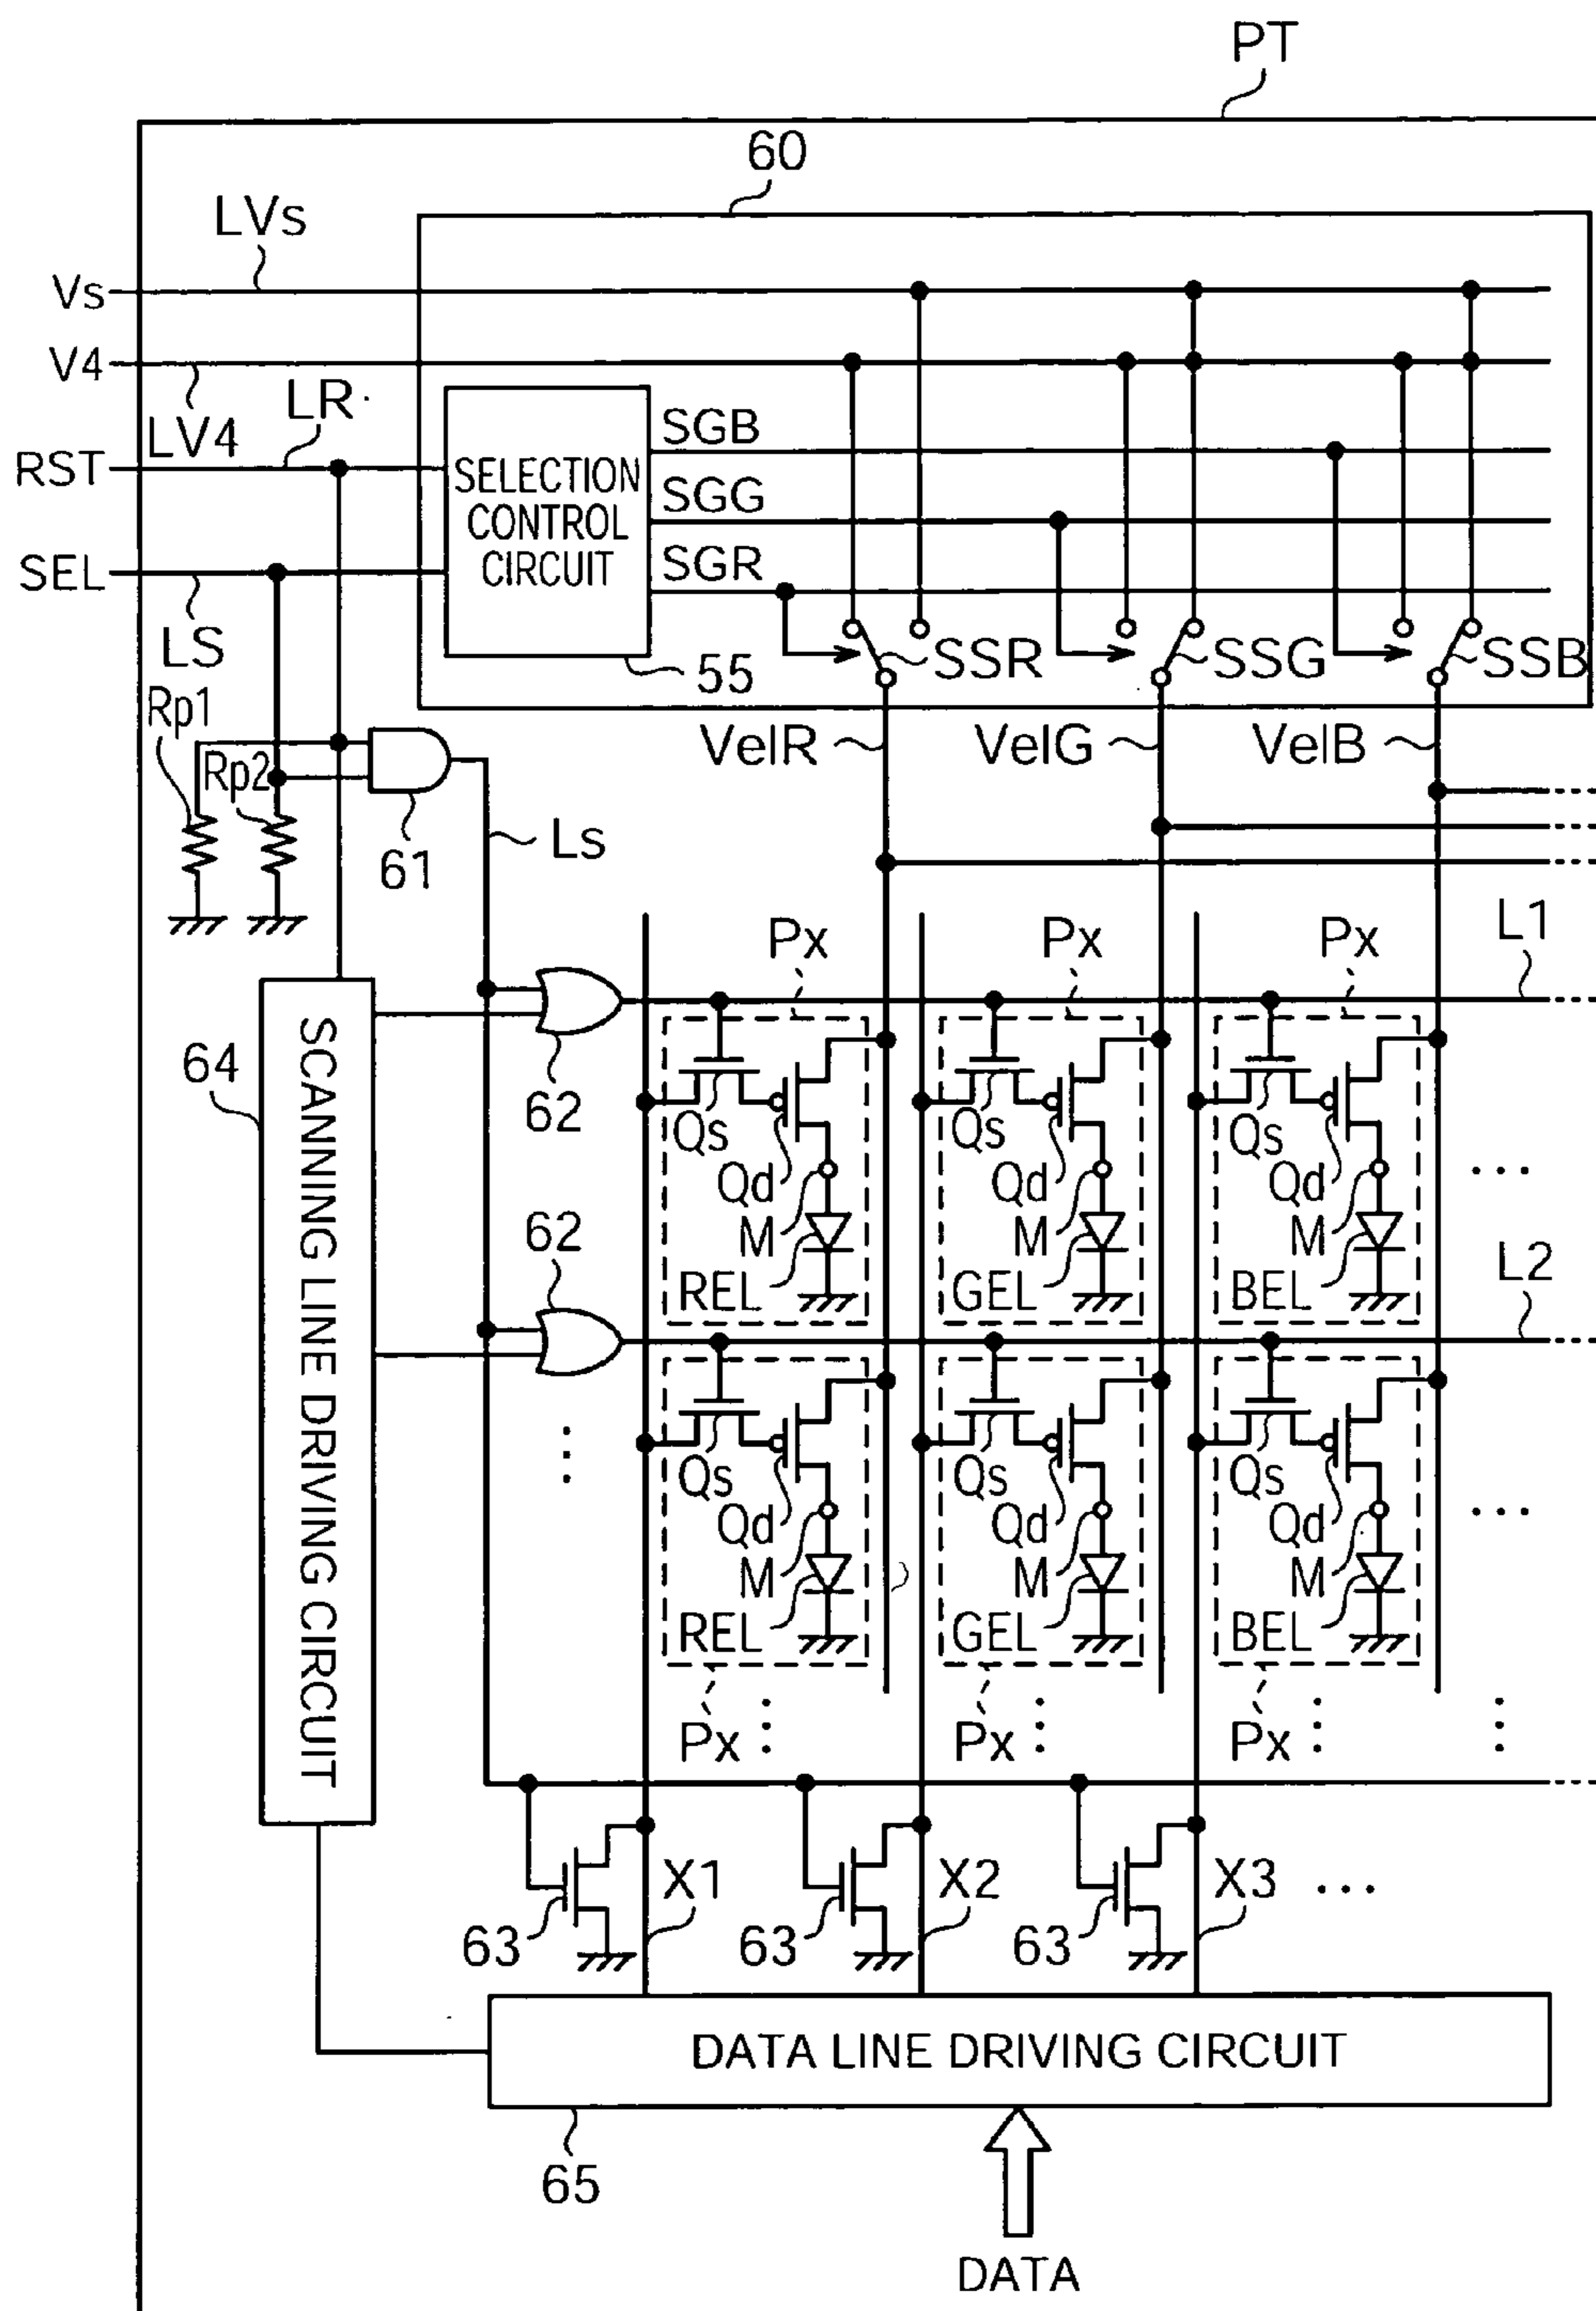 PT
60
LVs
Vs
V4
LR
LV4
RST
SEL
LS
SELECTION
CONTROL
CIRCUIT
SGB
SGG
SGR
SSR
SSG
SSB
55
Rp1
Rp2
VelR
VelG
VelB
61
Ls
Px
Px
Px
L1
64
SCANNING LINE DRIVING CIRCUIT
62
Qs
Qs
Qs
Qd
Qd
Qd
...
M
M
M
62
REL
GEL
BEL
L2
Qs
Qs
Qs
Qd
Qd
Qd
...
M
M
M
REL
GEL
BEL
Px
Px
Px
X1
X2
X3
...
63
63
63
DATA LINE DRIVING CIRCUIT
65
DATA